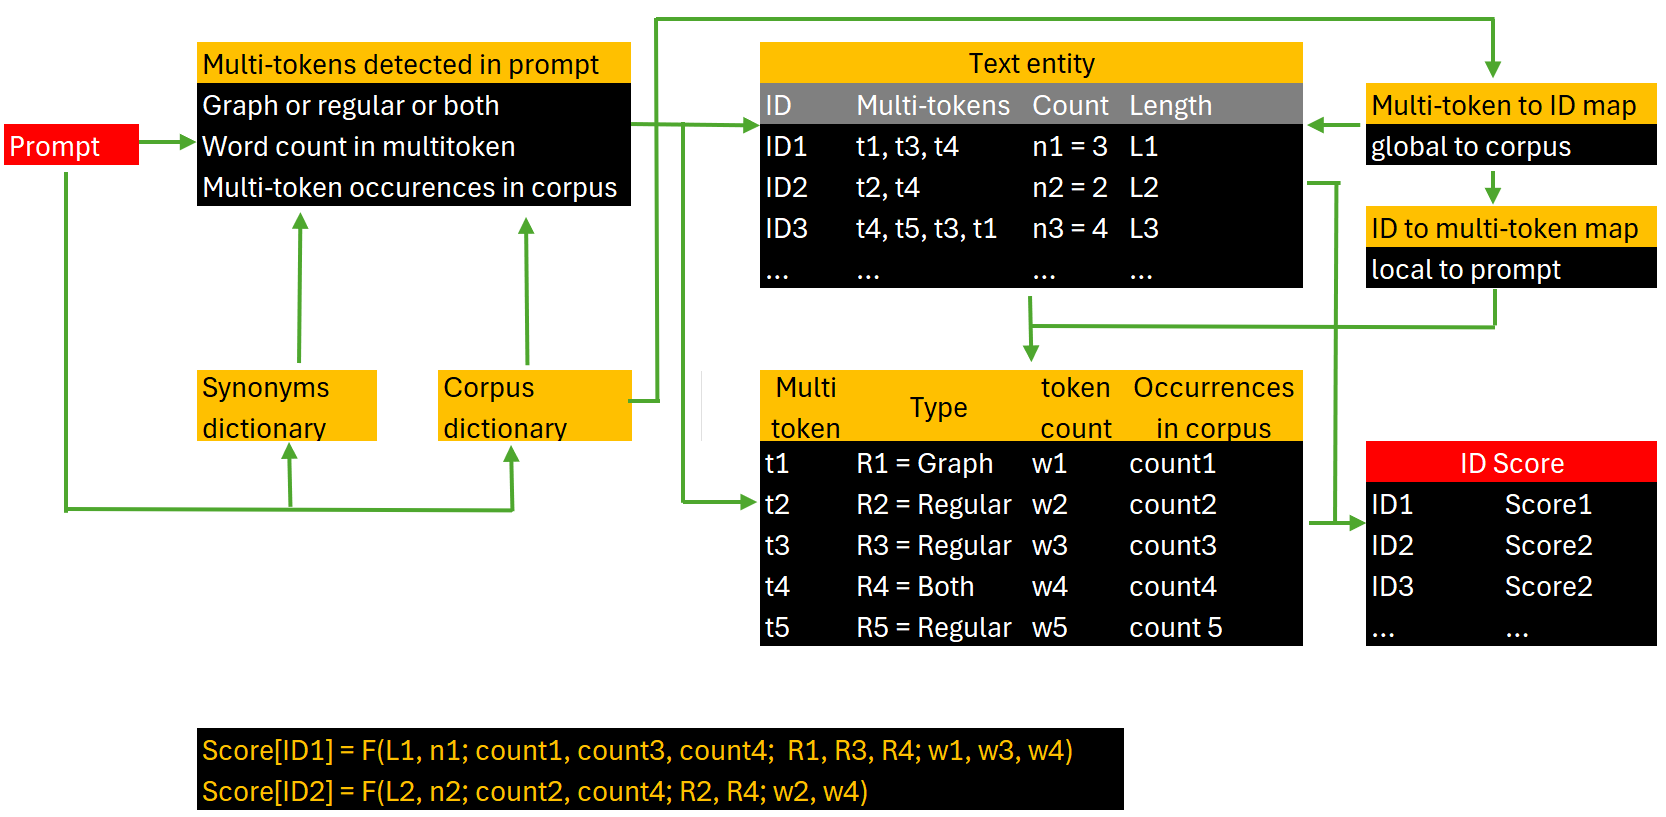 Prompt
Multi-tokens detected in prompt
Graph or regular or both
Word count in multitoken
Multi-token occurences in corpus
Synonyms
dictionary
Corpus
dictionary
Text entity
ID Multi-tokens Count Length
ID1 t1, t3, t4 n1 = 3 L1
ID2 t2, t4 n2 = 2 L2
ID3 t4, t5, t3, t1 n3 = 4 L3
... ... ... ...
Multi-token to ID map
global to corpus
ID to multi-token map
local to prompt
Multi token Type token count Occurrences in corpus
t1 R1 = Graph w1 count1
t2 R2 = Regular w2 count2
t3 R3 = Regular w3 count3
t4 R4 = Both w4 count4
t5 R5 = Regular w5 count 5
ID Score
ID1 Score1
ID2 Score2
ID3 Score2
... ...
Score[ID1] = F(L1, n1; count1, count3, count4; R1, R3, R4; w1, w3, w4)
Score[ID2] = F(L2, n2; count2, count4; R2, R4; w2, w4)